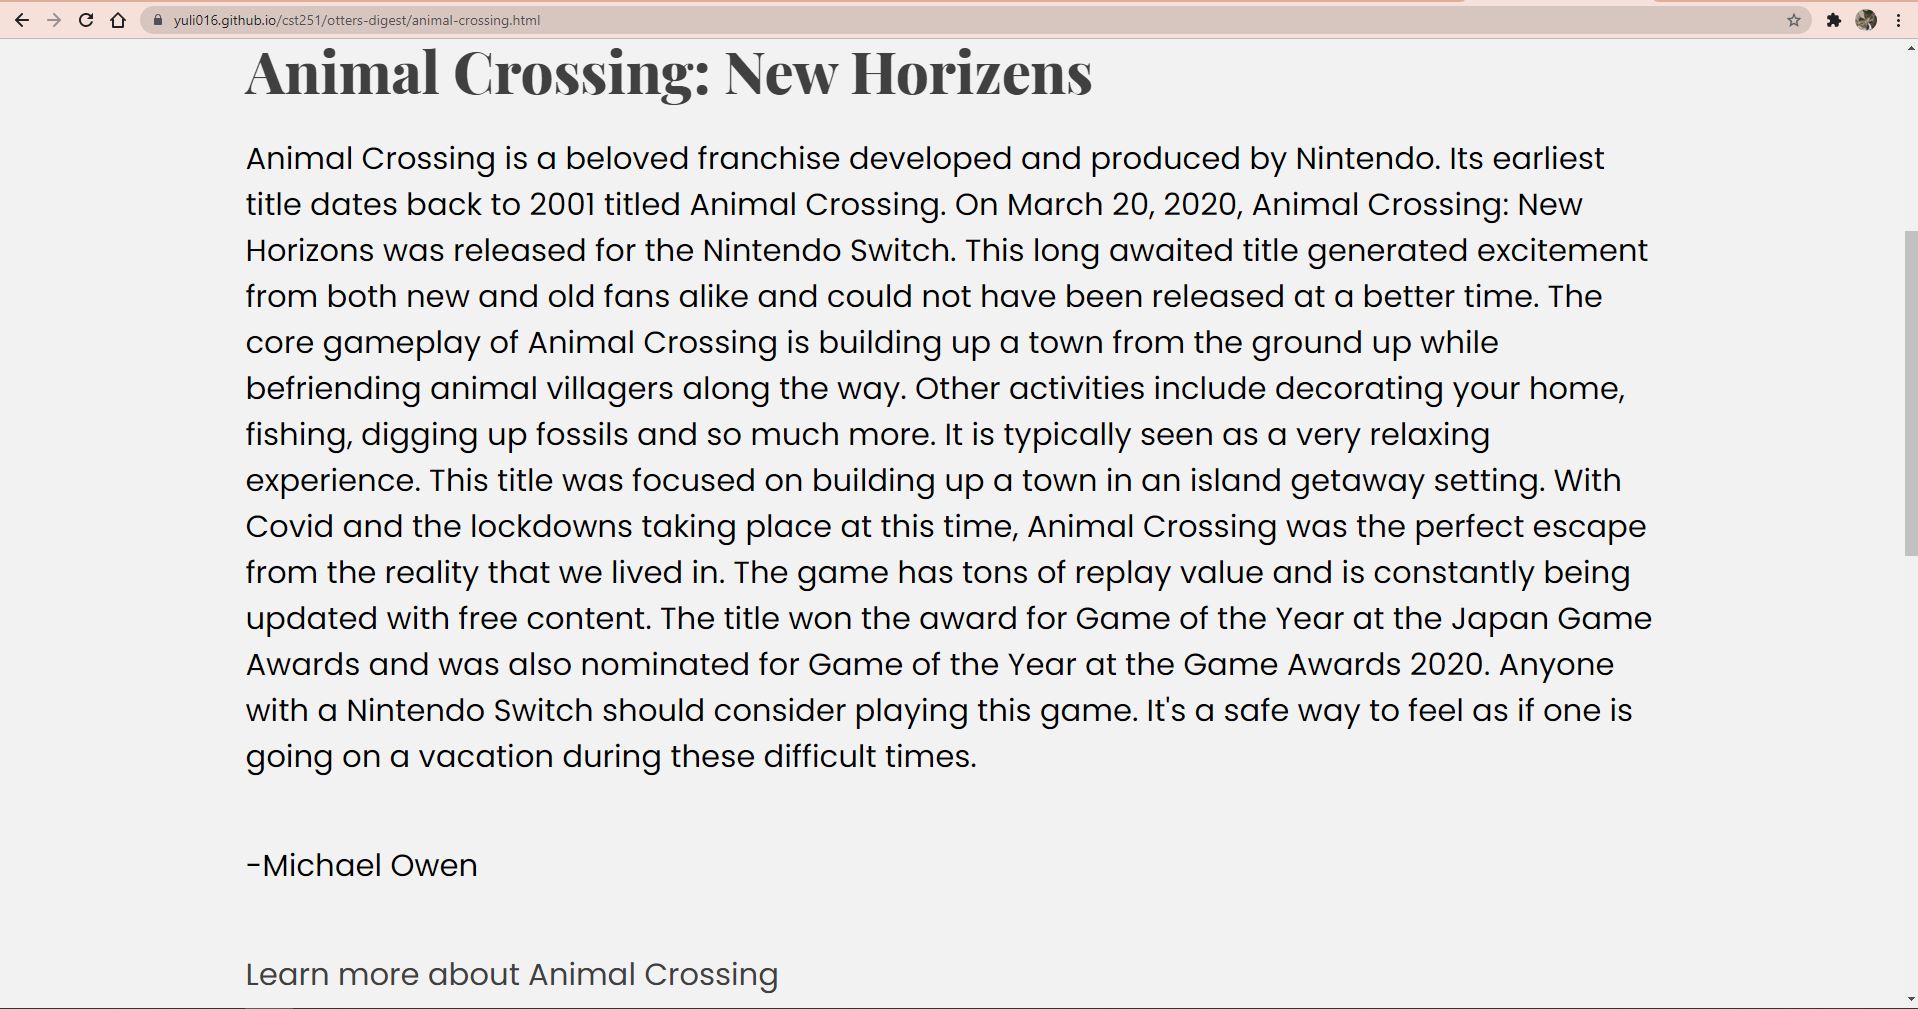 yuli016.github.io/cst251/otters-digest/animal-crossing.html
Animal Crossing: New Horizens
Animal Crossing is a beloved franchise developed and produced by Nintendo. Its earliest
title dates back to 2001 titled Animal Crossing. On March 20, 2020, Animal Crossing: New
Horizons was released for the Nintendo Switch. This long awaited title generated excitement
from both new and old fans alike and could not have been released at a better time. The
core gameplay of Animal Crossing is building up a town from the ground up while
befriending animal villagers along the way. Other activities include decorating your home,
fishing, digging up fossils and so much more. It is typically seen as a very relaxing
experience. This title was focused on building up a town in an island getaway setting. With
Covid and the lockdowns taking place at this time, Animal Crossing was the perfect escape
from the reality that we lived in. The game has tons of replay value and is constantly being
updated with free content. The title won the award for Game of the Year at the Japan Game
Awards and was also nominated for Game of the Year at the Game Awards 2020. Anyone
with a Nintendo Switch should consider playing this game. It's a safe way to feel as if one is
going on a vacation during these difficult times.
-Michael Owen
Learn more about Animal Crossing